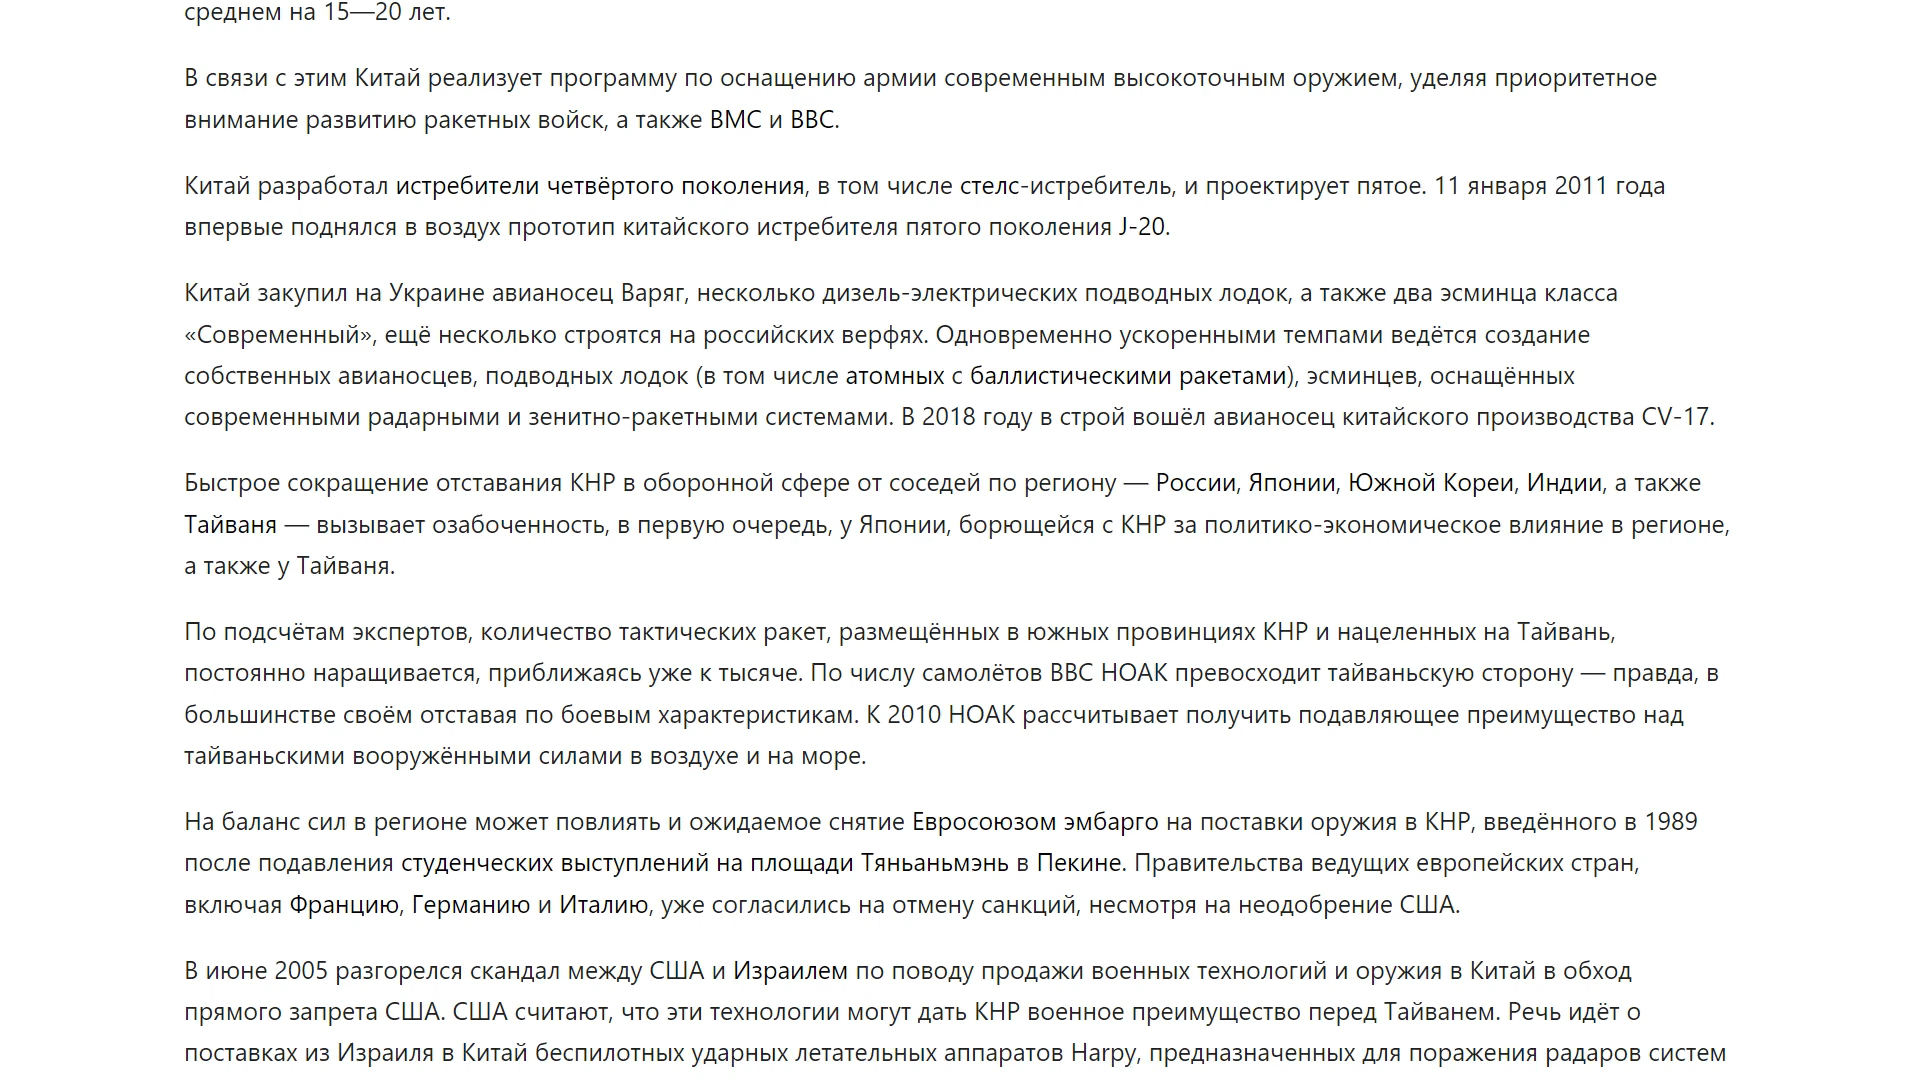 среднем на 15—20 лет.
В связи с этим Китай реализует программу по оснащению армии современным высокоточным оружием, уделяя приоритетное
внимание развитию ракетных войск, а также ВМС и ВВС.
Китай разработал истребители четвёртого поколения, в том числе стелс-истребитель, и проектирует пятое. 11 января 2011 года
впервые поднялся в воздух прототип китайского истребителя пятого поколения J-20.
Китай закупил на Украине авианосец Варяг, несколько дизель-электрических подводных лодок, а также два эсминца класса
«Современный», ещё несколько строятся на российских верфях. Одновременно ускоренными темпами ведётся создание
собственных авианосцев, подводных лодок (в том числе атомных с баллистическими ракетами), эсминцев, оснащённых
современными радарными и зенитно-ракетными системами. В 2018 году в строй вошёл авианосец китайского производства CV-17.
Быстрое сокращение отставания КНР в оборонной сфере от соседей по региону — России, Японии, Южной Кореи, Индии, а также
Тайваня — вызывает озабоченность, в первую очередь, у Японии, борющейся с КНР за политико-экономическое влияние в регионе,
а также у Тайваня.
По подсчётам экспертов, количество тактических ракет, размещённых в южных провинциях КНР и нацеленных на Тайвань,
постоянно наращивается, приближаясь уже к тысяче. По числу самолётов ВВС НОАК превосходит тайваньскую сторону — правда, в
большинстве своём отставая по боевым характеристикам. К 2010 НОАК рассчитывает получить подавляющее преимущество над
тайваньскими вооружёнными силами в воздухе и на море.
На баланс сил в регионе может повлиять и ожидаемое снятие Евросоюзом эмбарго на поставки оружия в КНР, введённого в 1989
после подавления студенческих выступлений на площади Тяньаньмэнь в Пекине. Правительства ведущих европейских стран,
включая Францию, Германию и Италию, уже согласились на отмену санкций, несмотря на неодобрение США.
В июне 2005 разгорелся скандал между США и Израилем по поводу продажи военных технологий и оружия в Китай в обход
прямого запрета США. США считают, что эти технологии могут дать КНР военное преимущество перед Тайванем. Речь идёт о
поставках из Израиля в Китай беспилотных ударных летательных аппаратов Harpy, предназначенных для поражения радаров систем